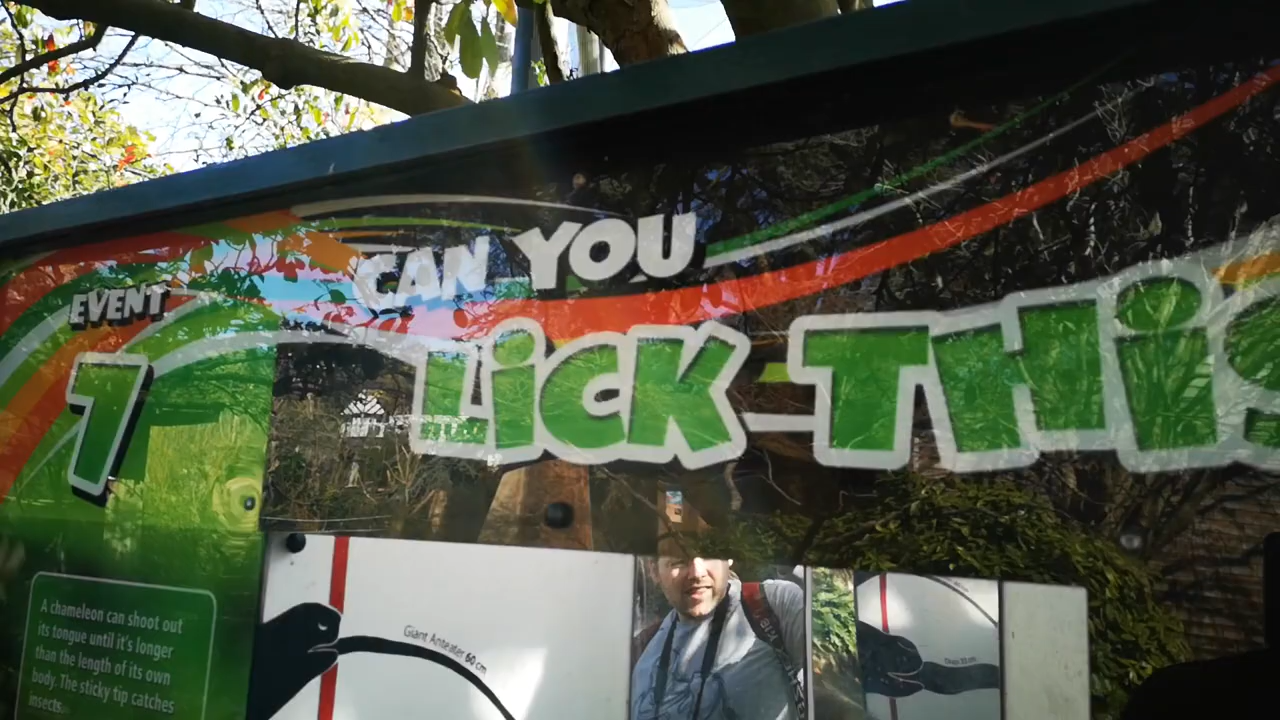 EVENT
1
CAN YOU
LiCK-THiS
A chameleon can shoot out
its tongue until it's longer
than the length of its own
body. The sticky tip catches
insects.
Giant Anteater 60 cm